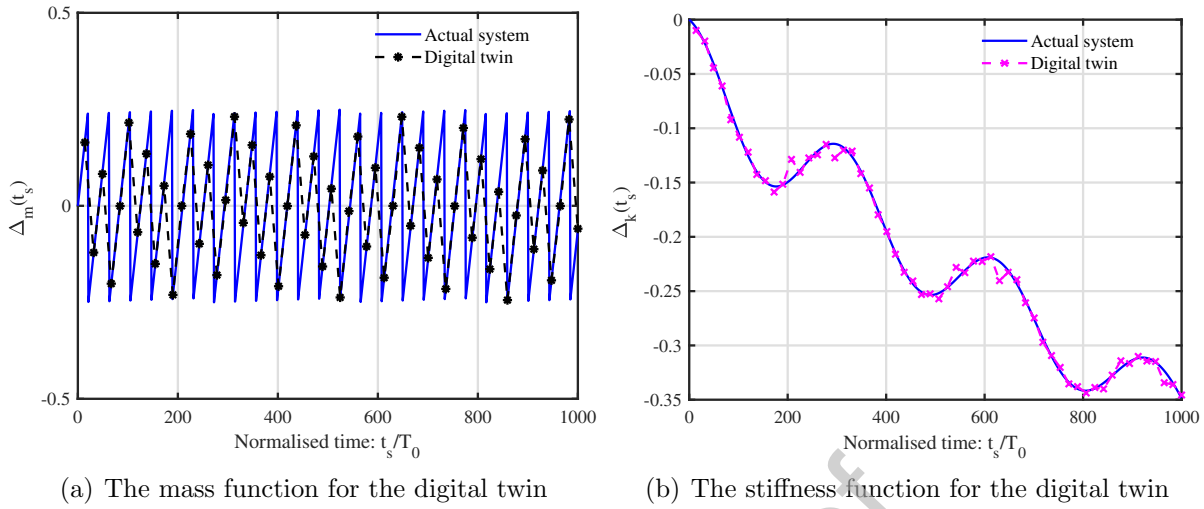 0.5
Actual system
Digital twin
0
-0.5
Δm(ts)
0 200 400 600 800 1000
Normalised time: ts/T0
(a) The mass function for the digital twin
0
Actual system
Digital twin
-0.05
-0.1
-0.15
-0.2
-0.25
-0.3
-0.35
Δk(ts)
0 200 400 600 800 1000
Normalised time: ts/T0
(b) The stiffness function for the digital twin